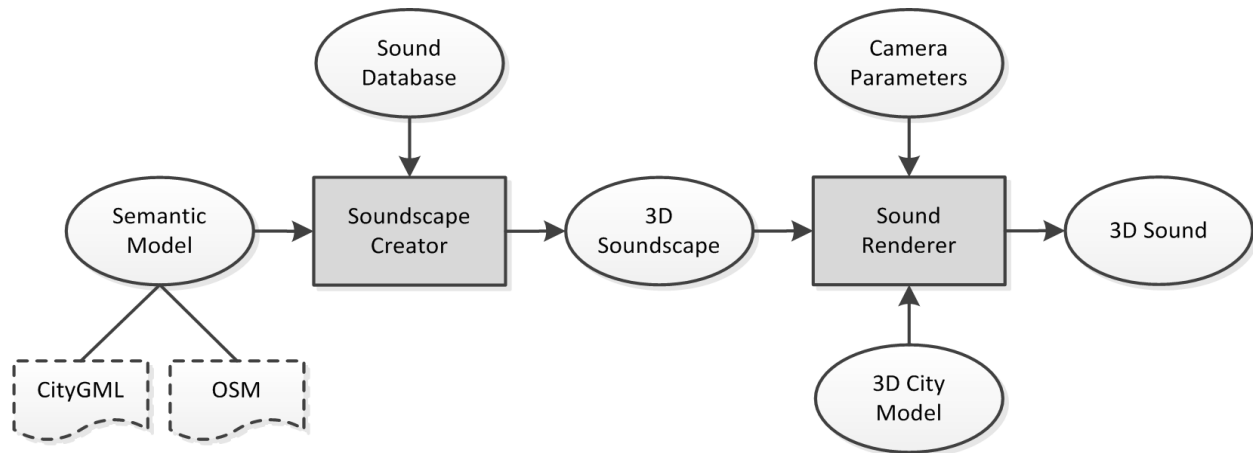 Sound
Database
Camera
Parameters
Semantic
Model
Soundscape
Creator
3D
Soundscape
Sound
Renderer
3D Sound
CityGML
OSM
3D City
Model